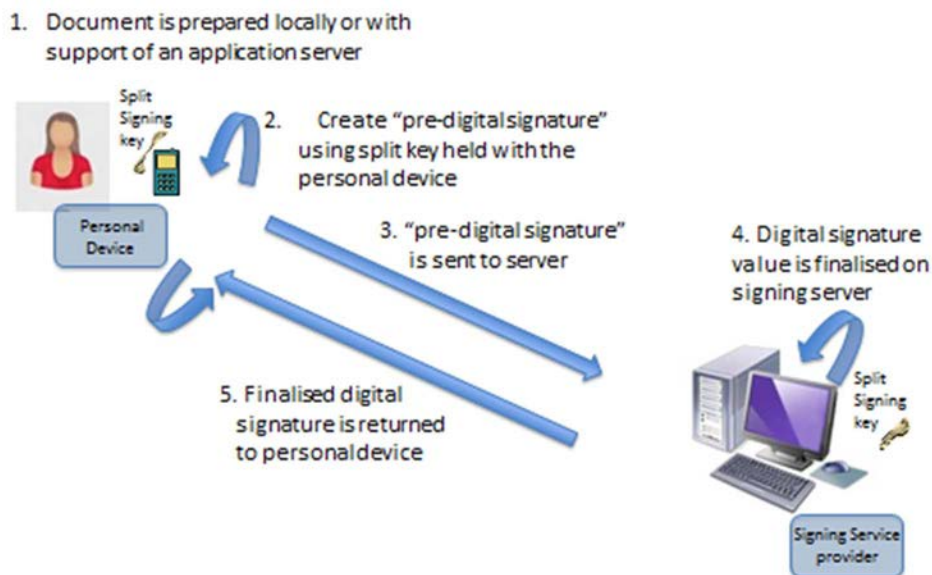 1. Document is prepared locally or with
support of an application server
Split
Signing
key
2. Create “pre-digital signature”
using split key held with the
personal device
Personal
Device
3. “pre-digital signature”
is sent to server
4. Digital signature
value is finalised on
signing server
5. Finalised digital
signature is returned
to personal device
Split
Signing
key
Signing Service
provider